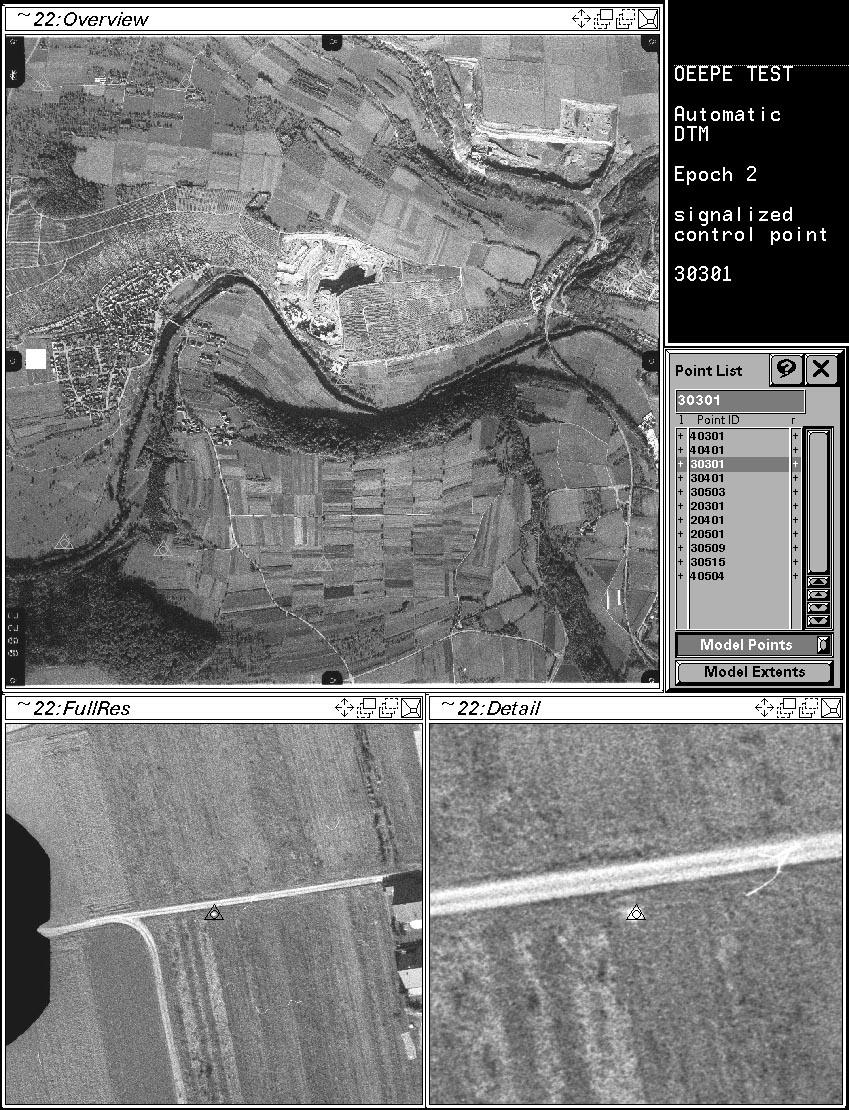 ~22:Overview
OEEPE TEST
Automatic
DTM
Epoch 2
signalized
control point
30301
Point List
30301
l Point ID r
+ 40301 +
+ 40401 +
+ 30301 +
+ 30401 +
+ 30503 +
+ 20301 +
+ 20401 +
+ 20501 +
+ 30509 +
+ 30515 +
+ 40504 +
Model Points
Model Extents
~22:FullRes
~22:Detail